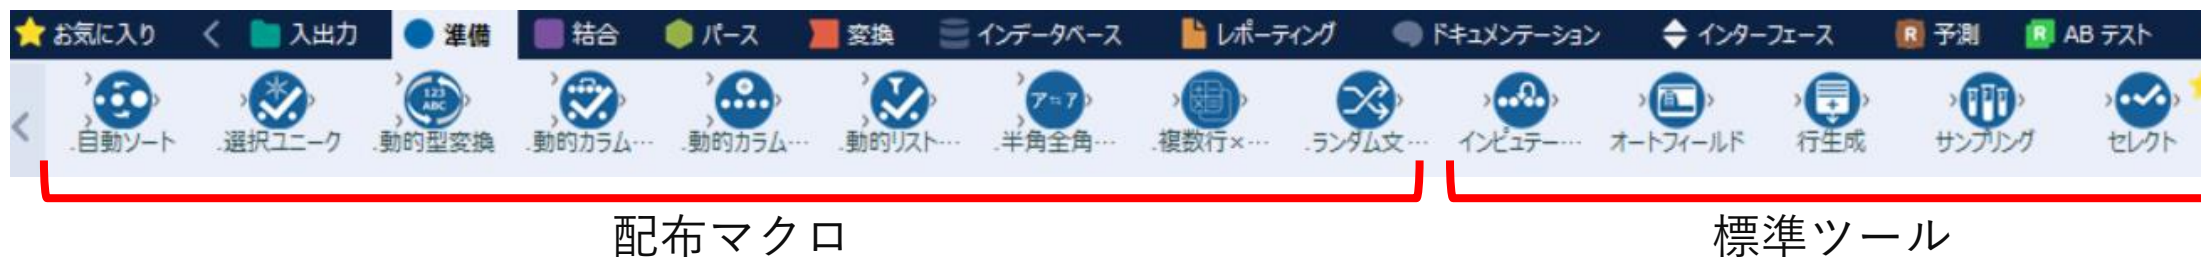 お気に入り 入出力 準備 結合 パース 変換 インデータベース レポーティング ドキュメンテーション インターフェース R 予測 R AB テスト
123 ABC ア⇆ア
.自動ソート .選択ユニーク .動的型変換 .動的カラム… .動的カラム… .動的リスト… .半角全角… .複数行×… .ランダム文… インピュテー… オートフィールド 行生成 サンプリング セレクト
配布マクロ 標準ツール